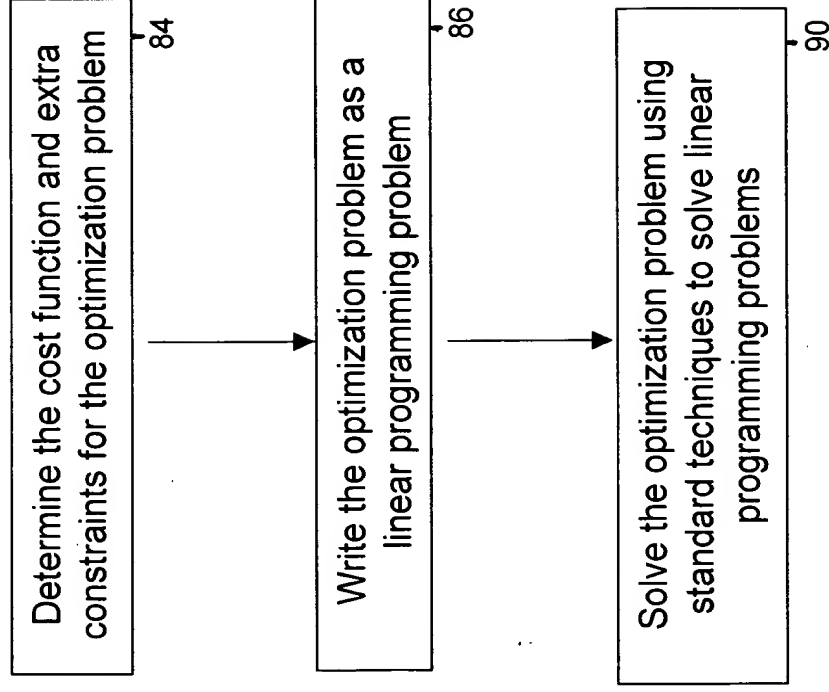 Determine the cost function and extra
constraints for the optimization problem
84
Write the optimization problem as a
linear programming problem
86
Solve the optimization problem using
standard techniques to solve linear
programming problems
90